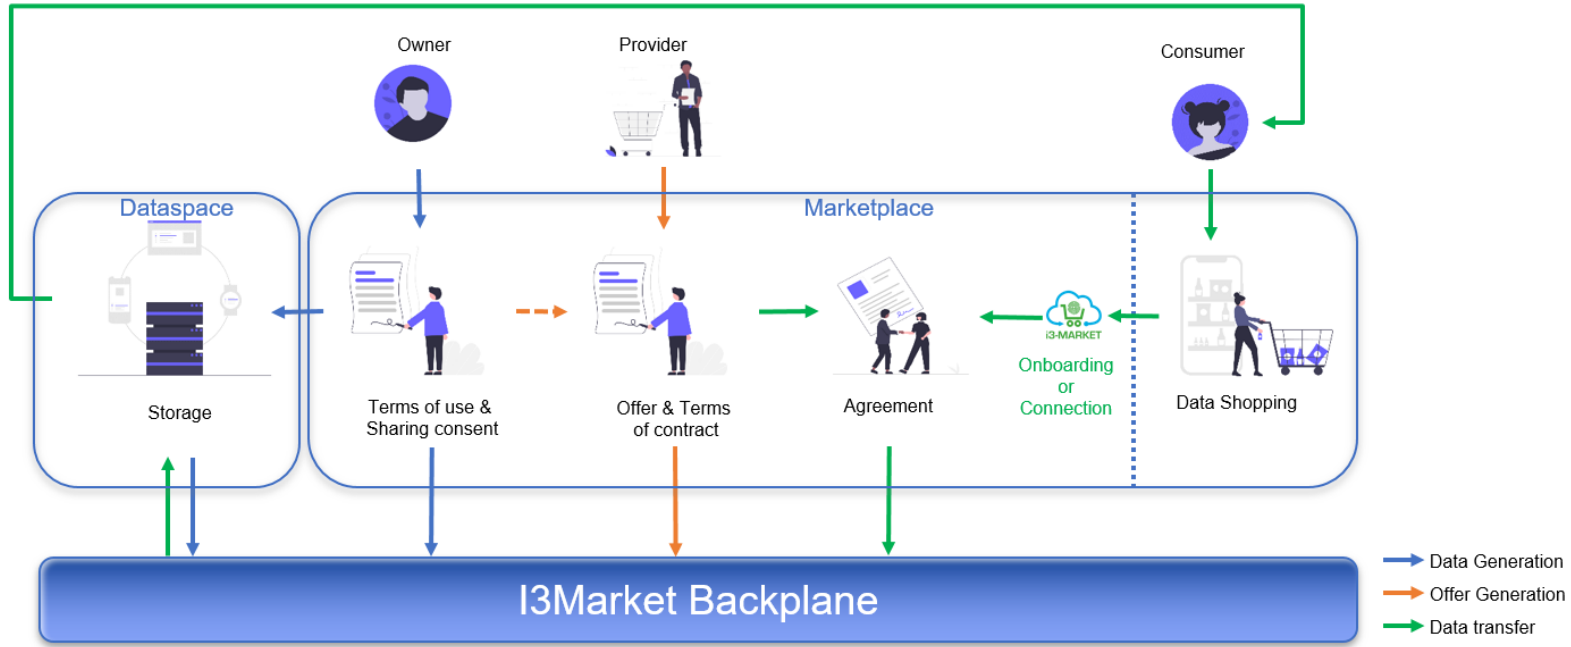 Owner
Provider
Consumer
Dataspace
Marketplace
i3-MARKET
Onboarding
or
Connection
Storage
Terms of use &
Sharing consent
Offer & Terms
of contract
Agreement
Data Shopping
I3Market Backplane
Data Generation
Offer Generation
Data transfer